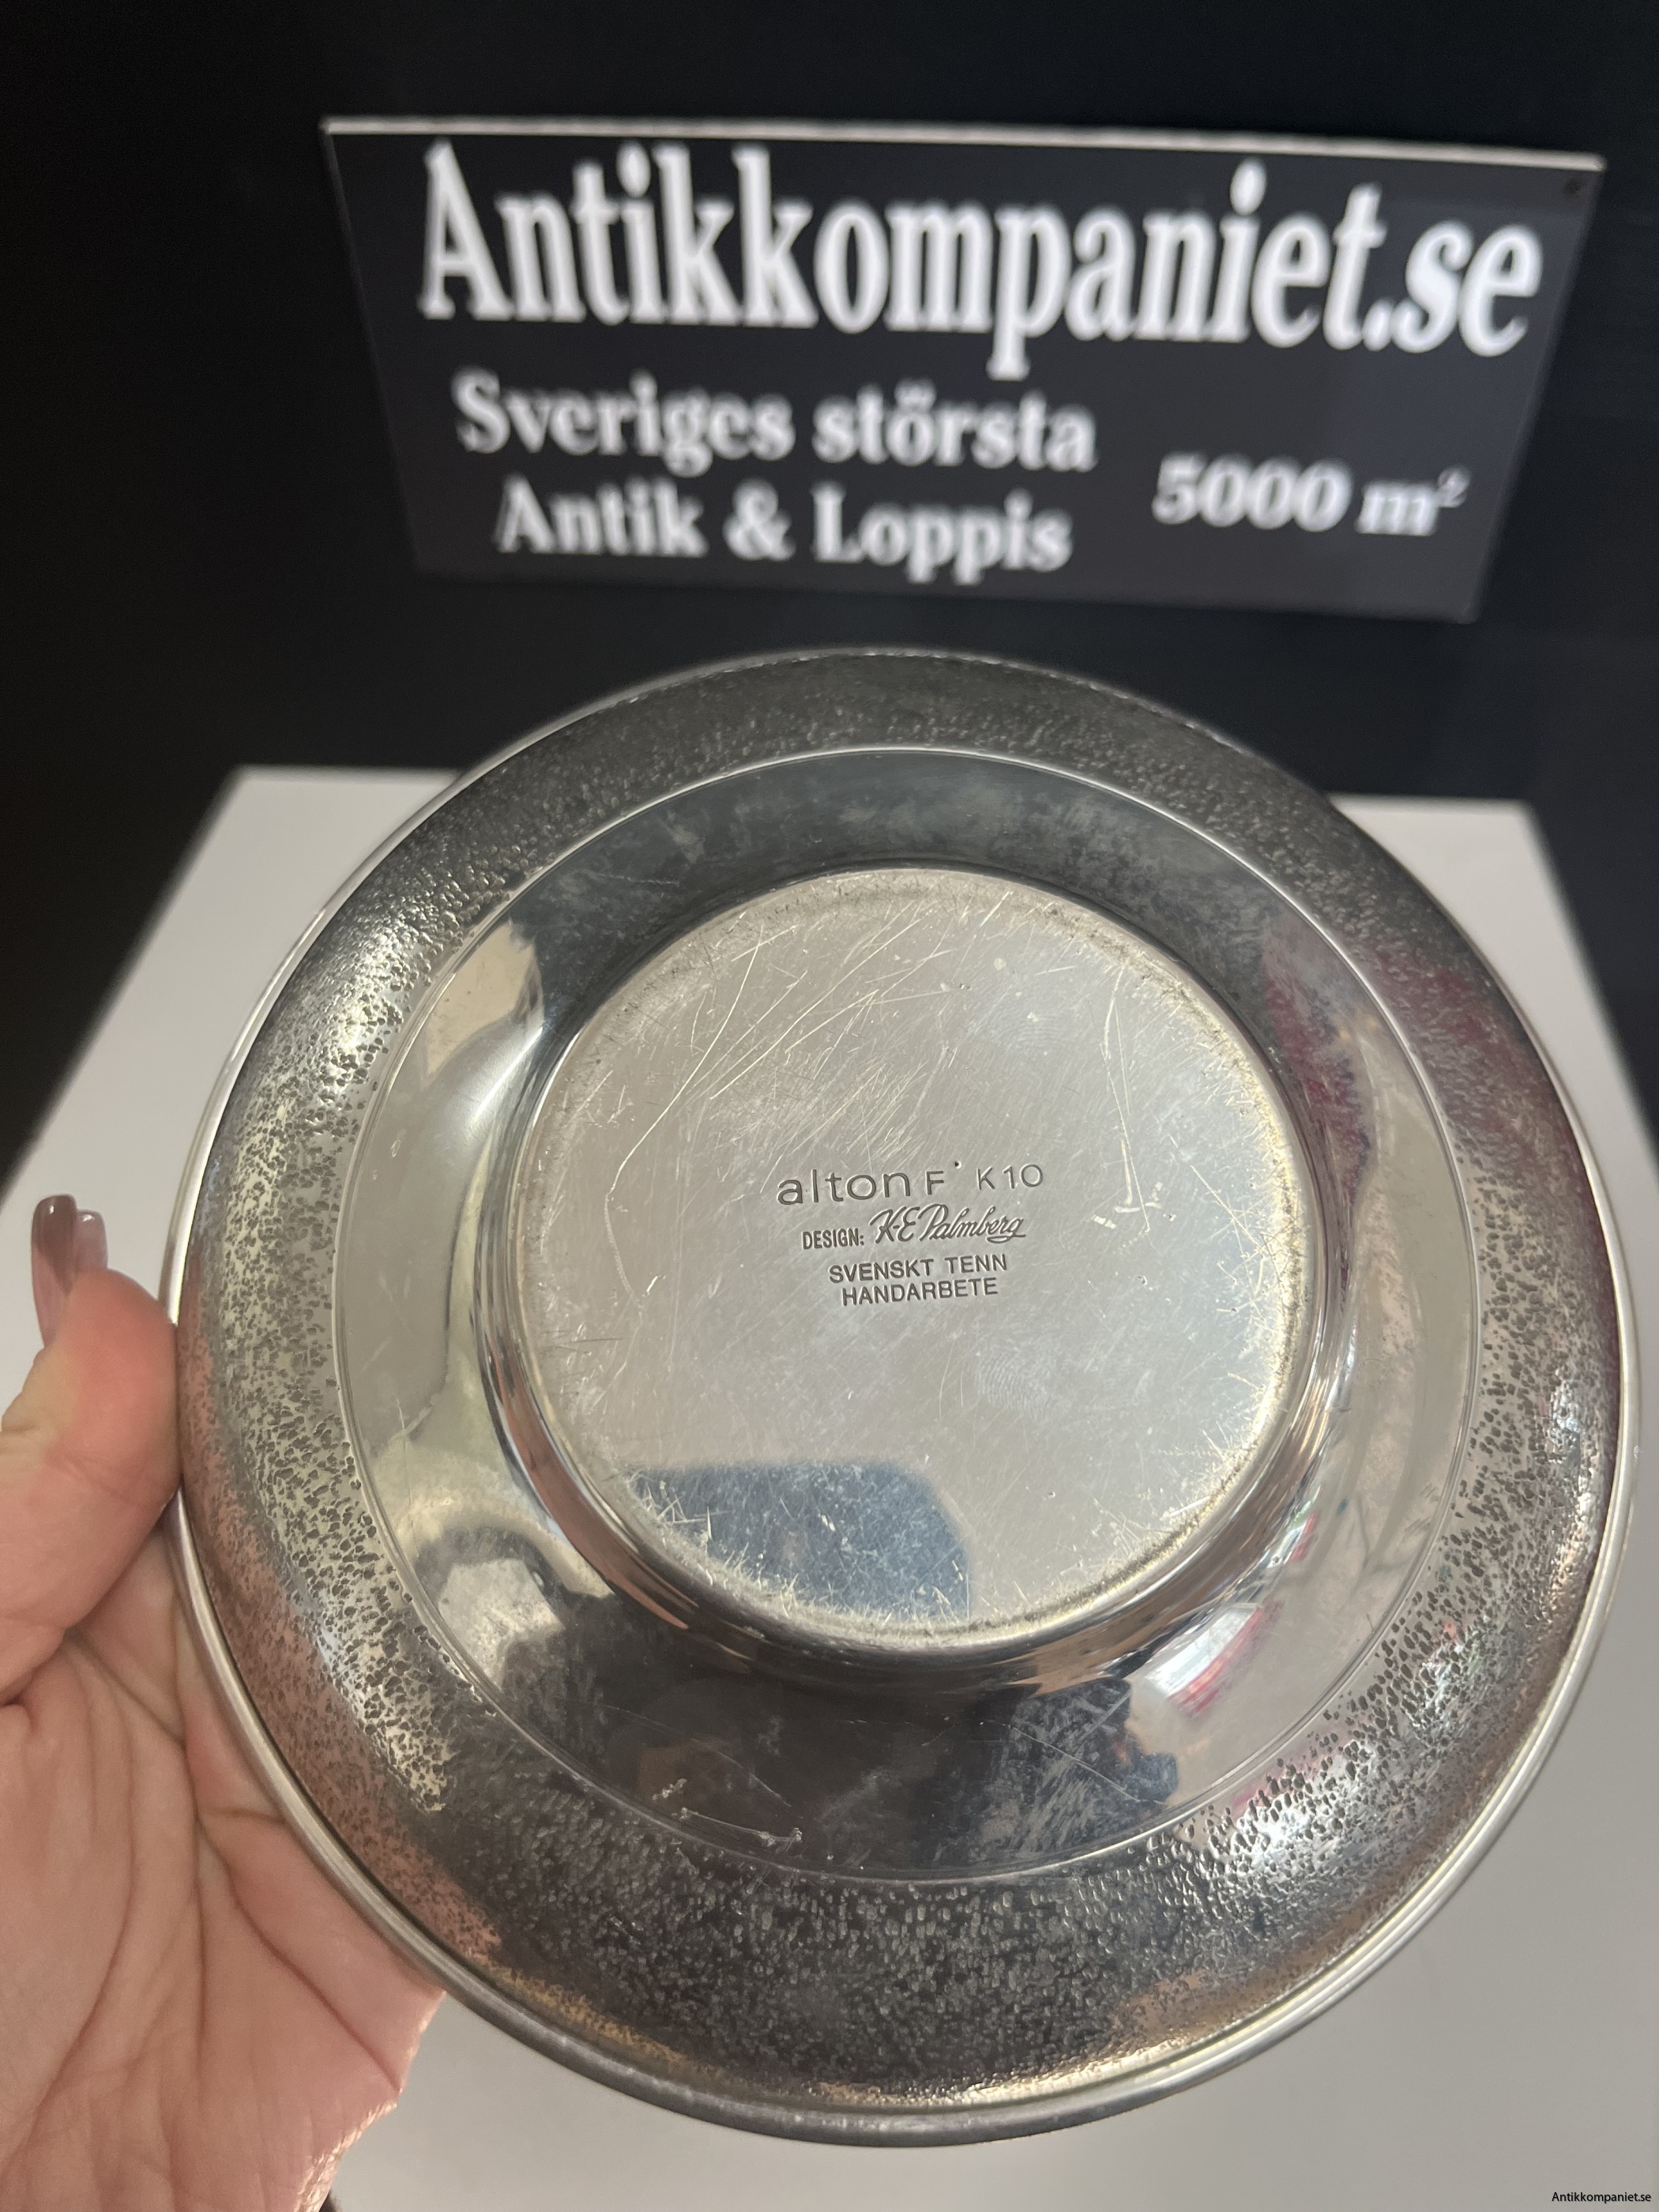 Antikkompaniet.se
Sveriges största
Antik & Loppis
5000 m²
alton F K10
DESIGN: K-E Palmberg
SVENSKT TENN
HANDARBETE
Antikkompaniet.se